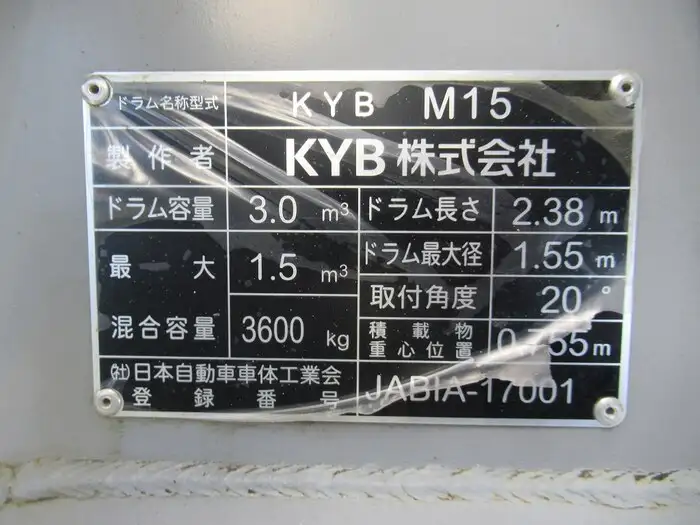 ドラム名称型式 KYB M15
製作者 KYB株式会社
ドラム容量 3.0 m³ ドラム長さ 2.38 m
最大混合容量 1.5 m³ ドラム最大径 1.55 m
3600 kg 取付角度 20°
積載物重心位置 0.755 m
㈳日本自動車車体工業会
登録番号 JABIA-17001